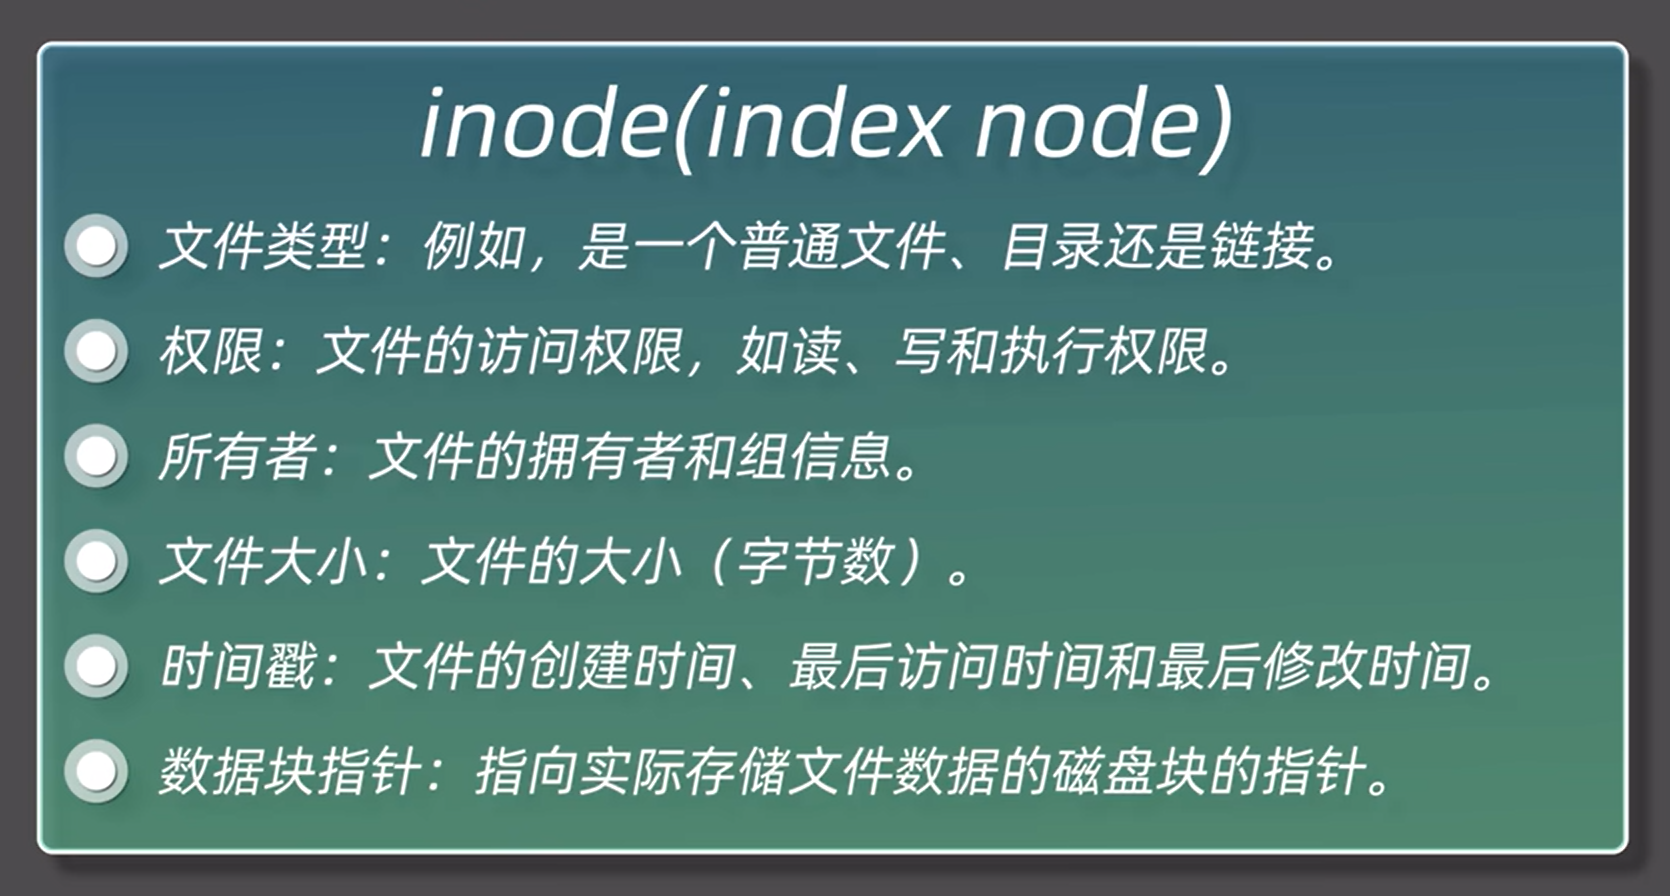 inode(index node)
文件类型：例如，是一个普通文件、目录还是链接。
权限：文件的访问权限，如读、写和执行权限。
所有者：文件的拥有者和组信息。
文件大小：文件的大小（字节数）。
时间戳：文件的创建时间、最后访问时间和最后修改时间。
数据块指针：指向实际存储文件数据的磁盘块的指针。